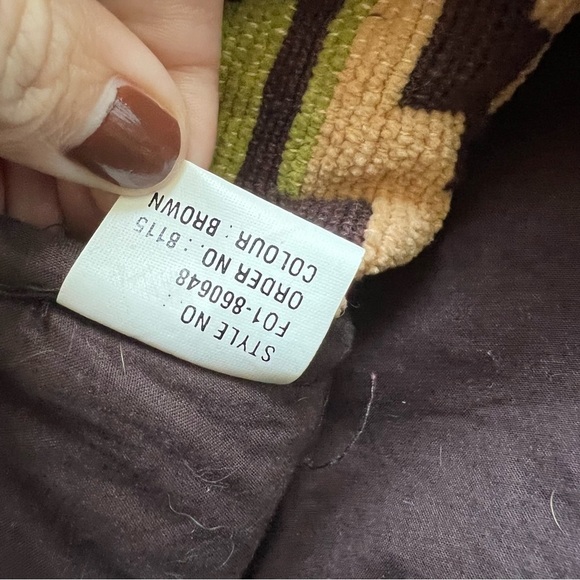 STYLE NO :
F01-860648
ORDER NO .: 8115
COLOUR : BROWN